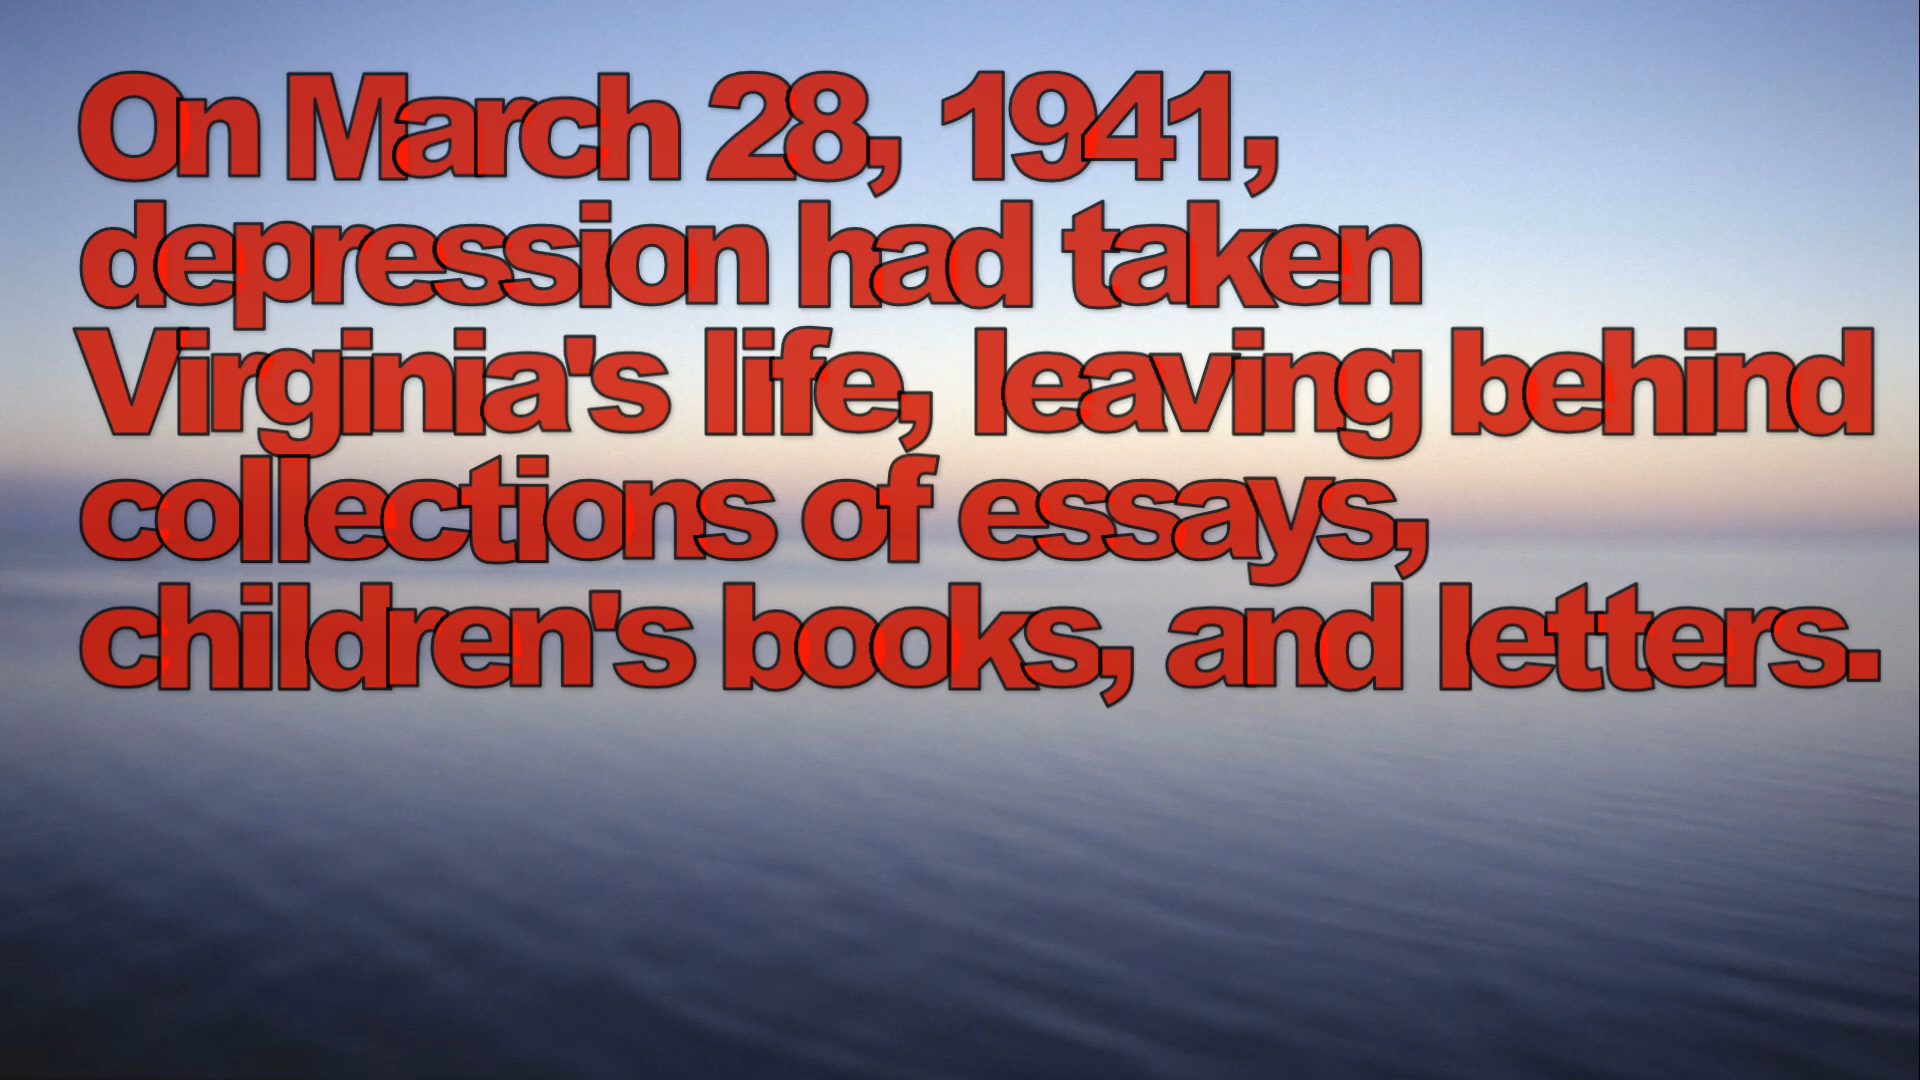 On March 28, 1941,
depression had taken
Virginia's life, leaving behind
collections of essays,
children's books, and letters.